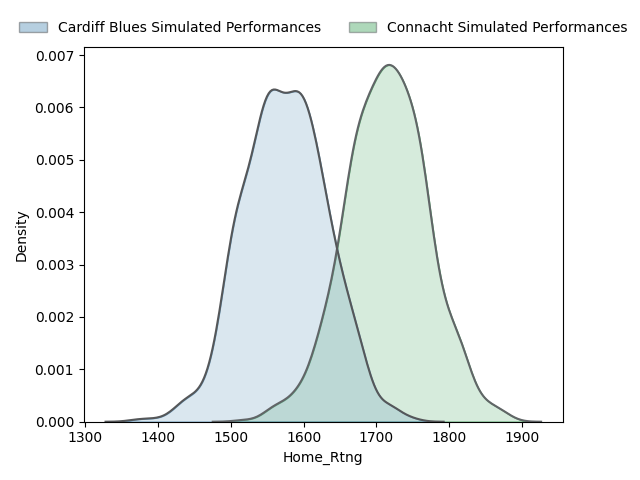 Cardiff Blues Simulated Performances Connacht Simulated Performances
0.007
0.006
0.005
0.004
0.003
0.002
0.001
0.000
Density
1300 1400 1500 1600 1700 1800 1900
Home_Rtng